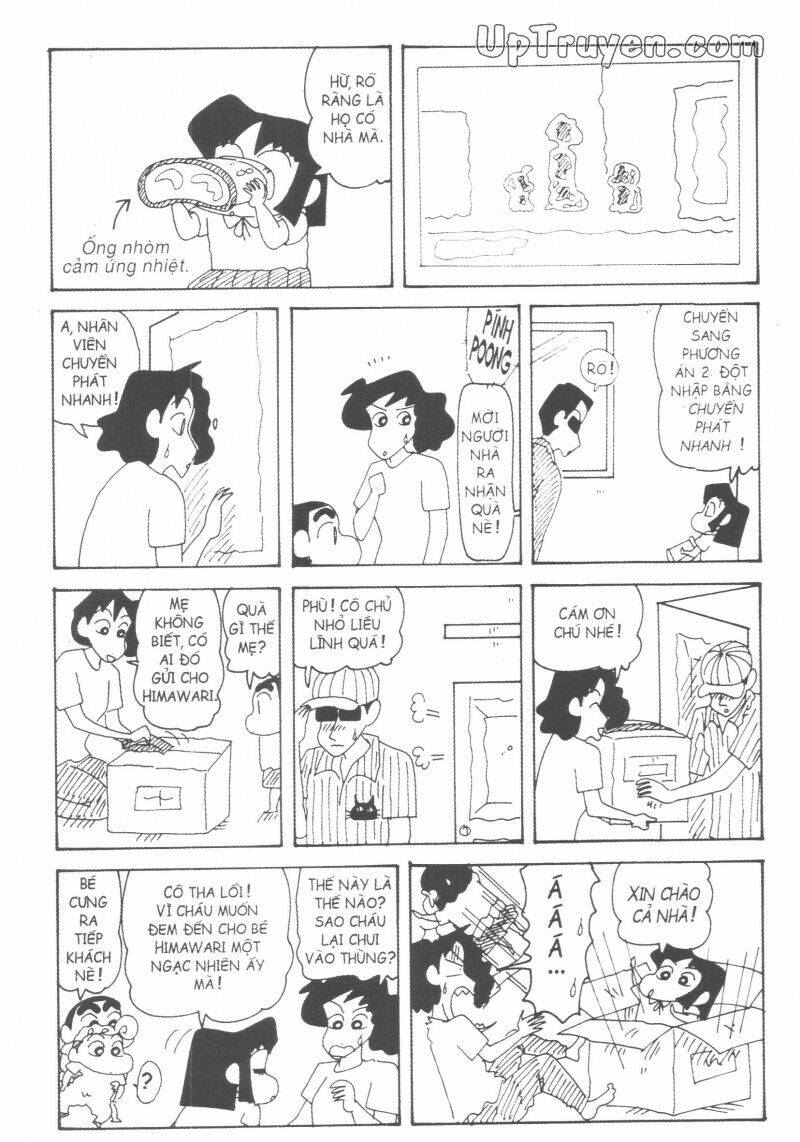 UpTruyen.com
HỪ, RÕ
RÀNG LÀ
HỌ CÓ
NHÀ MÀ.
Ống nhòm
cảm ứng nhiệt.
CHUYỂN
SANG
PHƯƠNG
ÁN 2: ĐỘT
NHẬP BẰNG
CHUYỂN
PHÁT
NHANH!
RÕ!
PÍNH
POONG
MỜI
NGƯỜI
NHÀ
RA
NHẬN
QUÀ
NÈ!
A, NHÂN
VIÊN
CHUYỂN
PHÁT
NHANH!
CÁM ƠN
CHÚ NHÉ!
PHÙ! CÔ CHỦ
NHỎ LIỀU
LĨNH QUÁ!
QUÀ
GÌ THẾ
MẸ?
MẸ
KHÔNG
BIẾT, CÓ
AI ĐÓ
GỬI CHO
HIMAWARI.
XIN CHÀO
CẢ NHÀ!
Á
Á
Á
...
THẾ NÀY LÀ
THẾ NÀO?
SAO CHÁU
LẠI CHUI
VÀO THÙNG?
CÔ THA LỖI!
VÌ CHÁU MUỐN
ĐEM ĐẾN CHO BÉ
HIMAWARI MỘT
NGẠC NHIÊN ẤY
MÀ!
BÉ
CƯNG
RA
TIẾP
KHÁCH
NÈ!
?